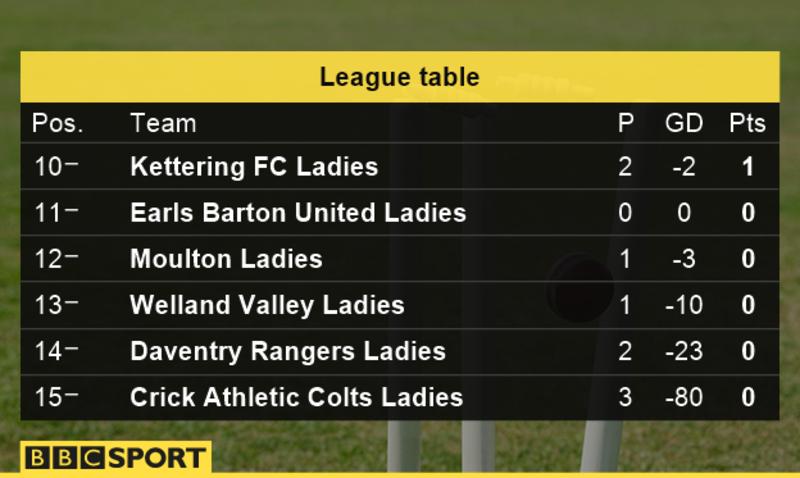 League table
Pos. Team P GD Pts
10– Kettering FC Ladies 2 -2 1
11– Earls Barton United Ladies 0 0 0
12– Moulton Ladies 1 -3 0
13– Welland Valley Ladies 1 -10 0
14– Daventry Rangers Ladies 2 -23 0
15– Crick Athletic Colts Ladies 3 -80 0
BBC SPORT